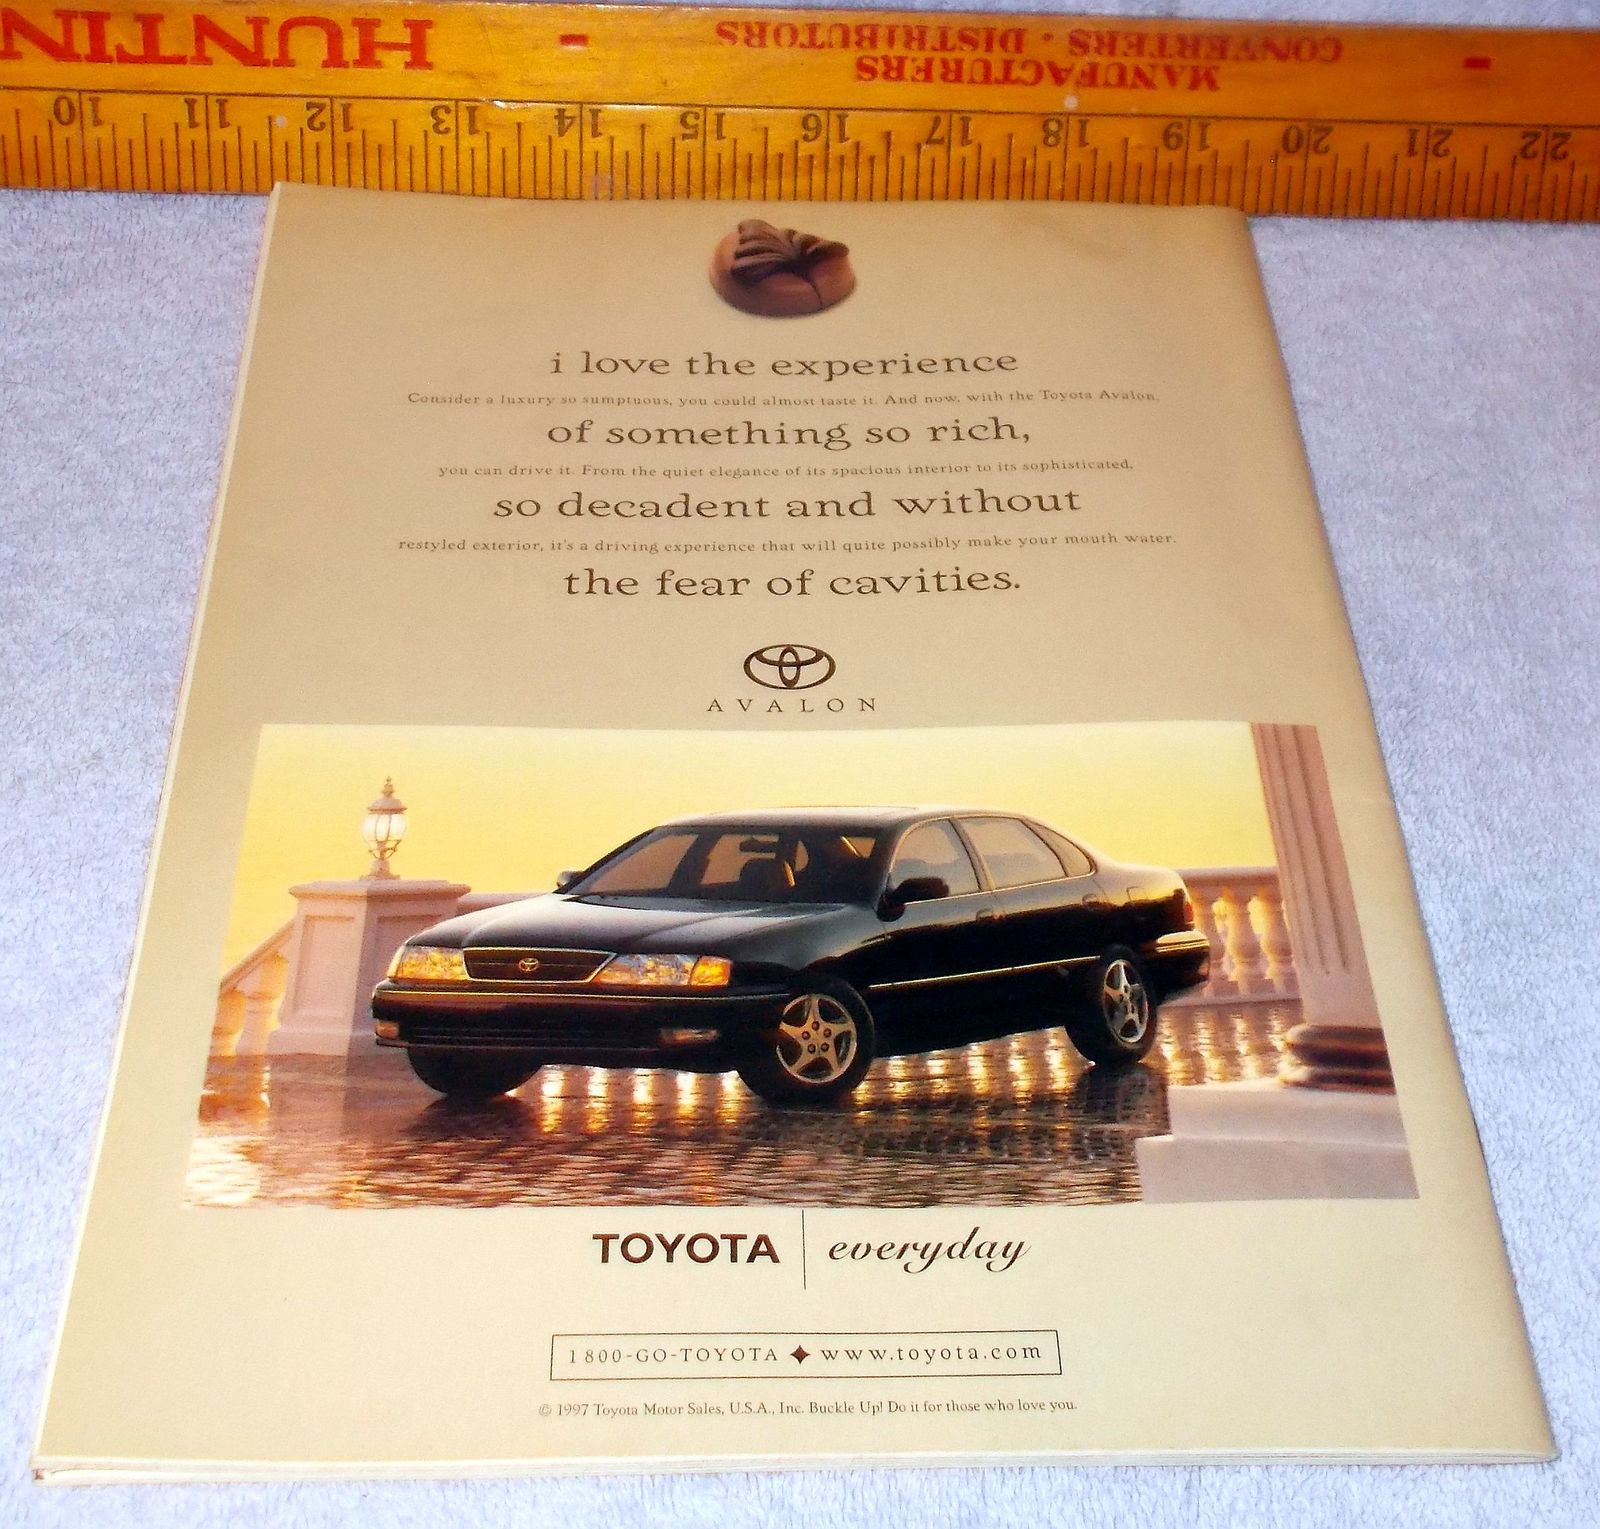 HUNTIN
MANUFACTURERS
CONVERTERS · DISTRIBUTORS
10 11 12 13 14 15 16 17 18 19 20 21 22
i love the experience
Consider a luxury so sumptuous, you could almost taste it. And now, with the Toyota Avalon,
of something so rich,
you can drive it. From the quiet elegance of its spacious interior to its sophisticated,
so decadent and without
restyled exterior, it's a driving experience that will quite possibly make your mouth water.
the fear of cavities.
AVALON
TOYOTA everyday
1 800-GO-TOYOTA www.toyota.com
© 1997 Toyota Motor Sales, U.S.A., Inc. Buckle Up! Do it for those who love you.